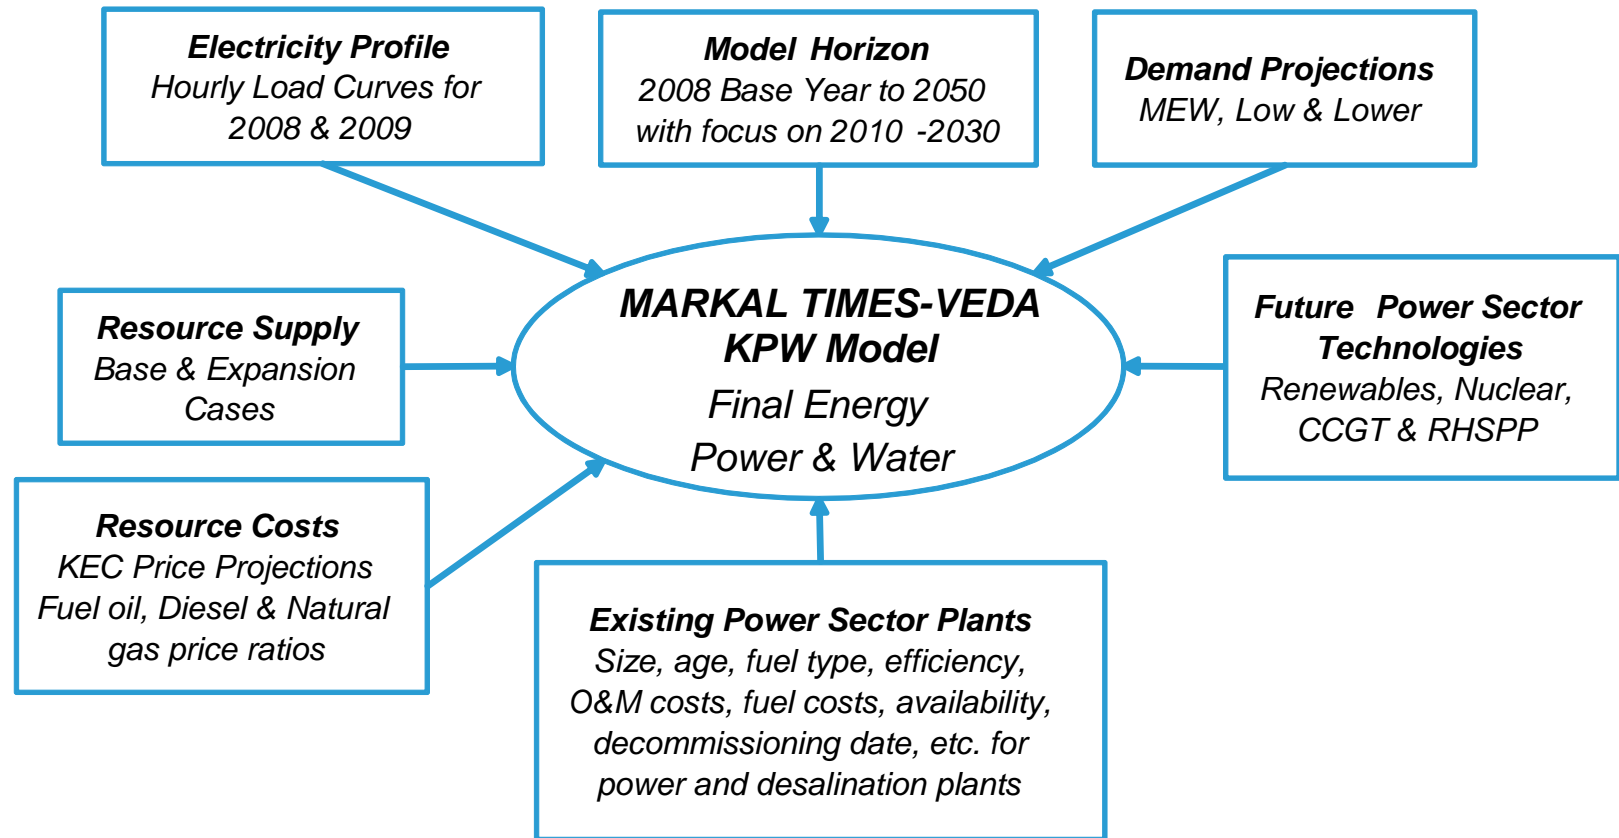 Electricity Profile
Hourly Load Curves for
2008 & 2009
Model Horizon
2008 Base Year to 2050
with focus on 2010 -2030
Demand Projections
MEW, Low & Lower
Resource Supply
Base & Expansion
Cases
MARKAL TIMES-VEDA
KPW Model
Final Energy
Power & Water
Future Power Sector
Technologies
Renewables, Nuclear,
CCGT & RHSPP
Resource Costs
KEC Price Projections
Fuel oil, Diesel & Natural
gas price ratios
Existing Power Sector Plants
Size, age, fuel type, efficiency,
O&M costs, fuel costs, availability,
decommissioning date, etc. for
power and desalination plants